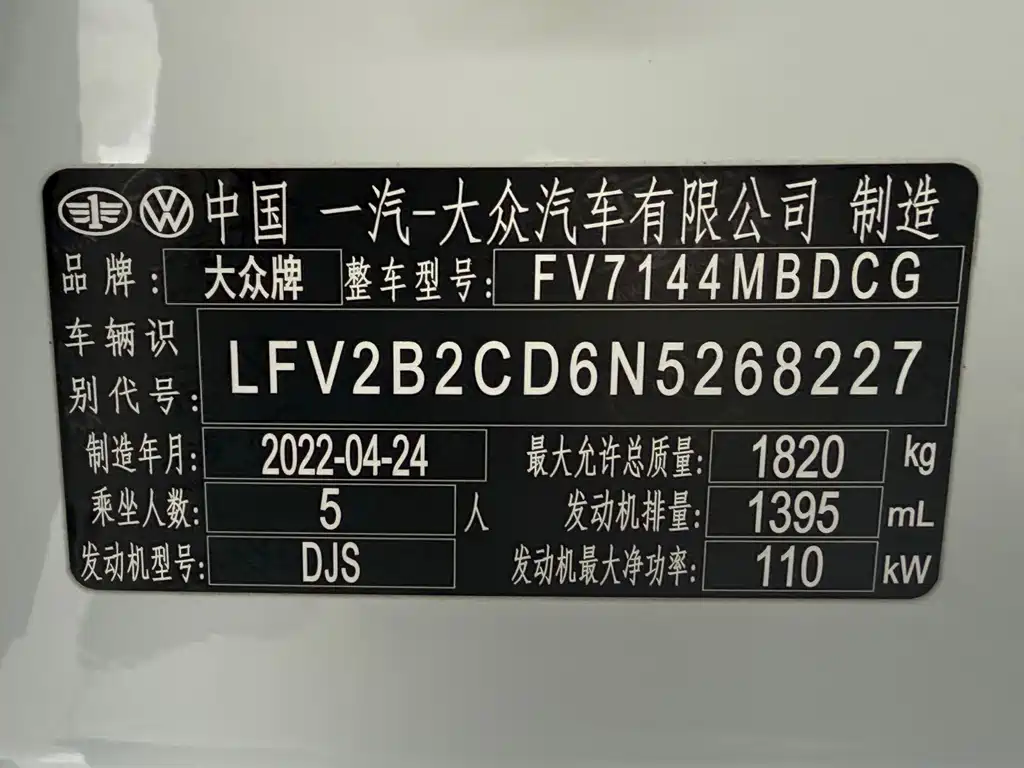 中国 一汽-大众汽车有限公司 制造
品牌: 大众牌 整车型号: FV7144MBDCG
车辆识别代号: LFV2B2CD6N5268227
制造年月: 2022-04-24 最大允许总质量: 1820 kg
乘坐人数: 5 人 发动机排量: 1395 mL
发动机型号: DJS 发动机最大净功率: 110 kW